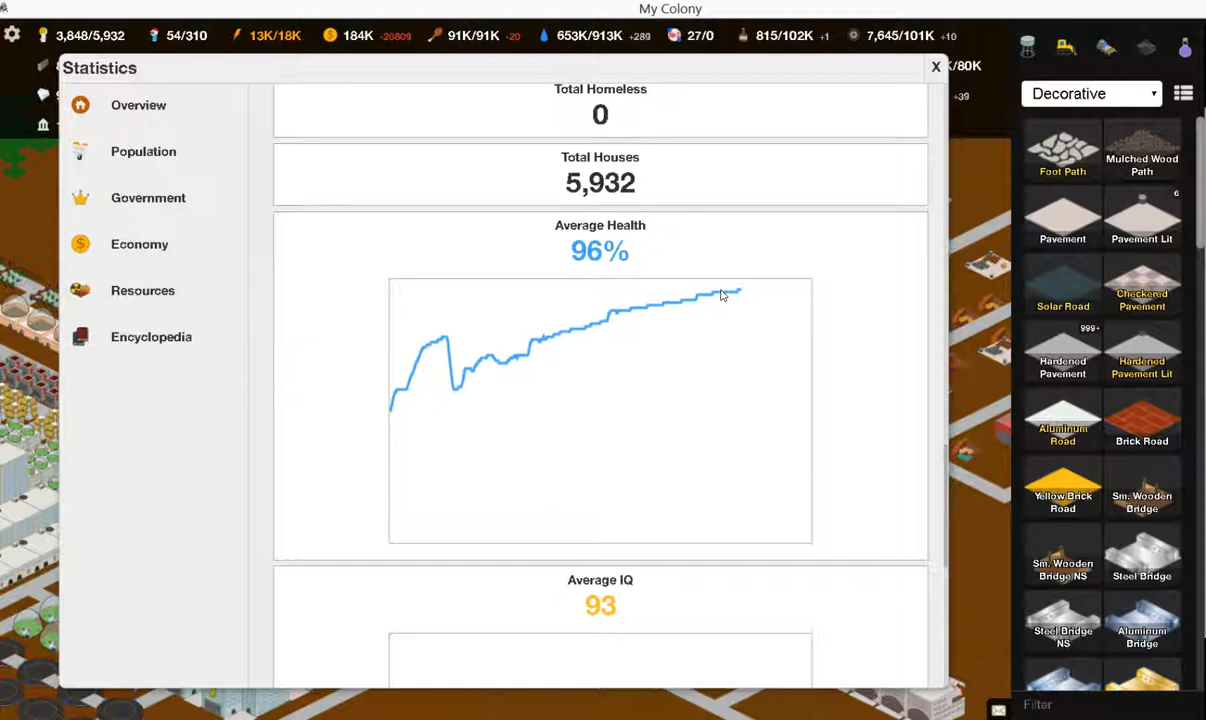 My Colony
3,848/5,932 54/310 13K/18K 184K -20809 91K/91K -20 653K/913K +289 27/0 815/102K +1 7,645/101K +10
Statistics X
/80K
+39
Overview
Population
Government
Economy
Resources
Encyclopedia
Total Homeless
0
Total Houses
5,932
Average Health
96%
Average IQ
93
Decorative
Foot Path
Mulched Wood Path
6
Pavement
Pavement Lit
Solar Road
Checkered Pavement
999+
Hardened Pavement
Hardened Pavement Lit
Aluminum Road
Brick Road
Yellow Brick Road
Sm. Wooden Bridge
Sm. Wooden Bridge NS
Steel Bridge
Steel Bridge NS
Aluminum Bridge
Filter